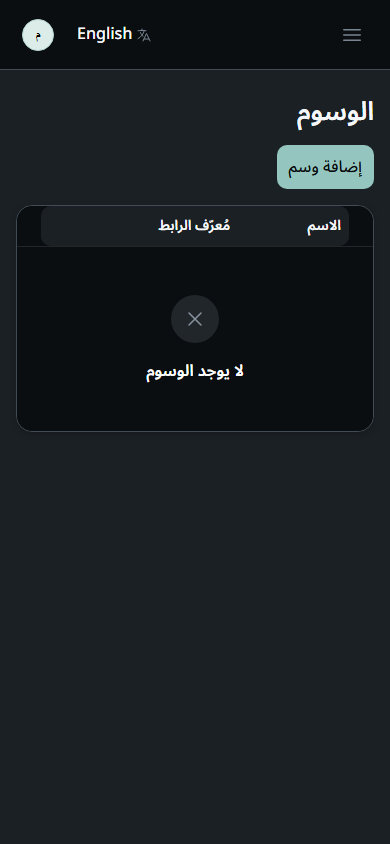 English
م
الوسوم
إضافة وسم
الاسم
مُعرّف الرابط
لا يوجد الوسوم